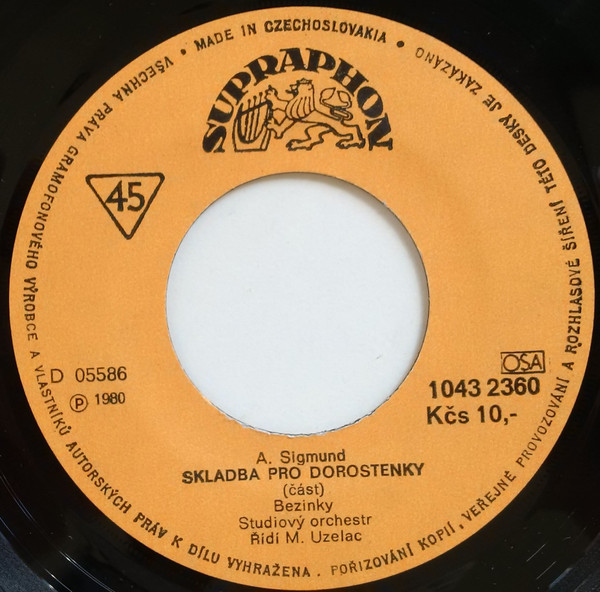 VŠECHNA PRÁVA GRAMOFONOVÉHO VÝROBCE A VLASTNÍKŮ AUTORSKÝCH PRÁV K DÍLU VYHRAŽENA. POŘIZOVÁNÍ KOPIÍ, VEŘEJNÉ PROVOZOVÁNÍ A ROZHLASOVÉ ŠÍŘENÍ TÉTO DESKY JE ZAKÁZÁNO
• MADE IN CZECHOSLOVAKIA •
SUPRAPHON
45
D 05586
Ⓟ 1980
OSA
1043 2360
Kčs 10,-
A. Sigmund
SKLADBA PRO DOROSTENKY
(část)
Bezinky
Studiový orchestr
Řídí M. Uzelac